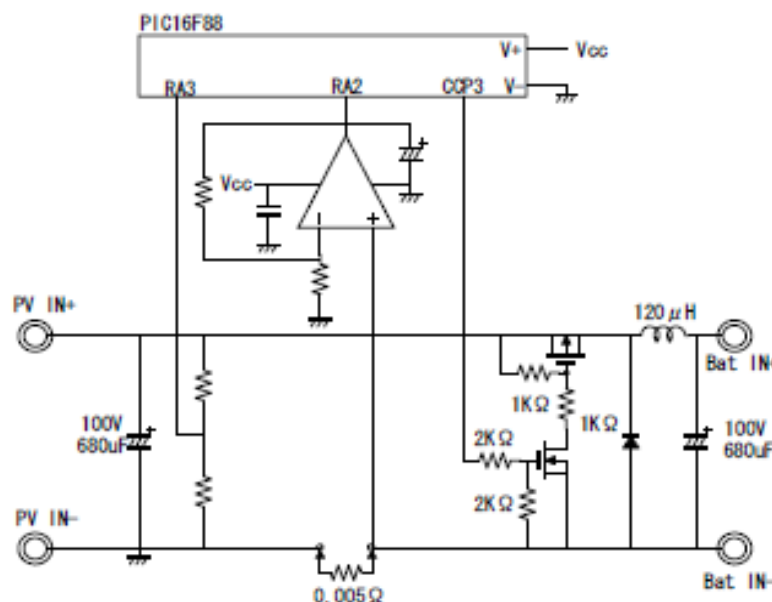 PIC16F88
V+
Vcc
RA3
RA2
CCP3
V-
Vcc
+
-
+
PV IN+
120μH
Bat IN+
1KΩ
1KΩ
100V
680uF
+
2KΩ
100V
680uF
+
2KΩ
PV IN-
Bat IN-
0.005Ω